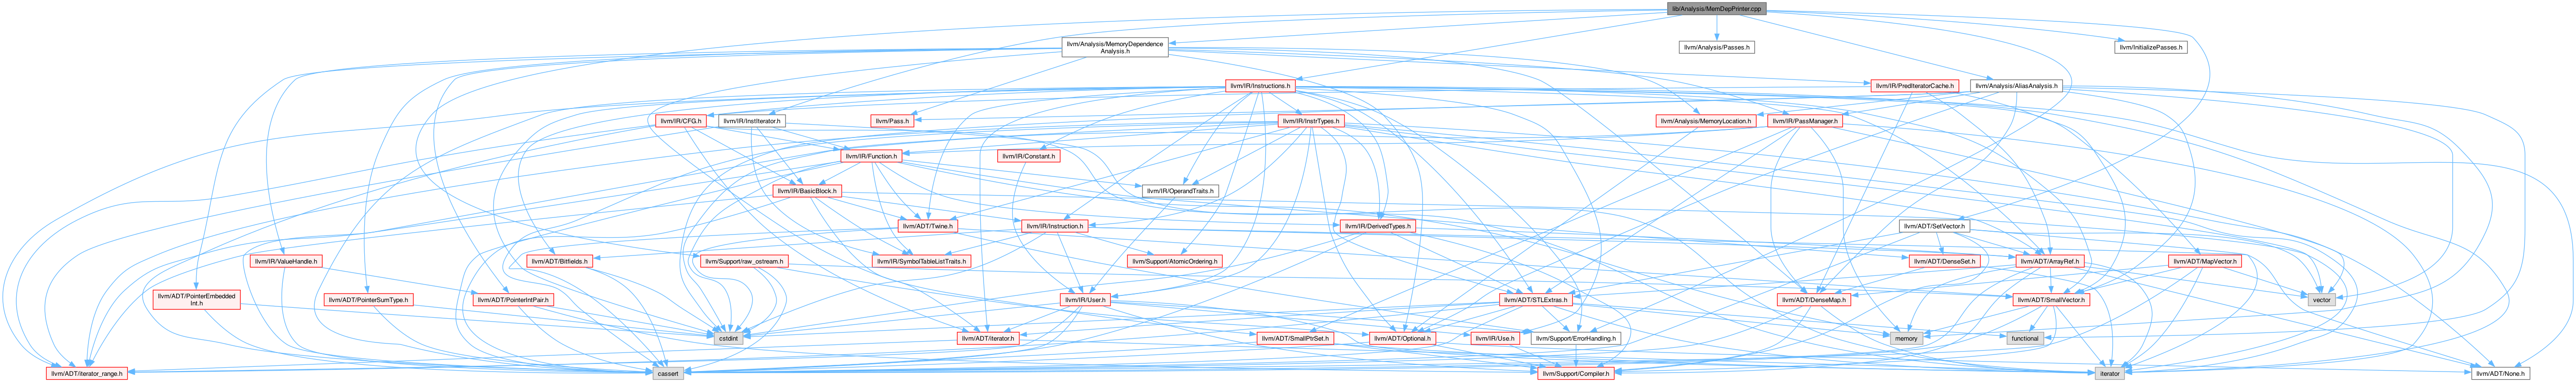 lib/Analysis/MemDepPrinter.cpp
llvm/Analysis/MemoryDependence
Analysis.h
llvm/Analysis/Passes.h
llvm/InitializePasses.h
llvm/IR/Instructions.h
llvm/IR/PredIteratorCache.h
llvm/Analysis/AliasAnalysis.h
llvm/IR/CFG.h
llvm/IR/InstIterator.h
llvm/Pass.h
llvm/IR/InstrTypes.h
llvm/Analysis/MemoryLocation.h
llvm/IR/PassManager.h
llvm/IR/Function.h
llvm/IR/Constant.h
llvm/IR/BasicBlock.h
llvm/IR/OperandTraits.h
llvm/ADT/Twine.h
llvm/IR/Instruction.h
llvm/IR/DerivedTypes.h
llvm/ADT/SetVector.h
llvm/IR/ValueHandle.h
llvm/ADT/Bitfields.h
llvm/Support/raw_ostream.h
llvm/IR/SymbolTableListTraits.h
llvm/Support/AtomicOrdering.h
llvm/ADT/DenseSet.h
llvm/ADT/ArrayRef.h
llvm/ADT/MapVector.h
llvm/ADT/PointerEmbedded
Int.h
llvm/ADT/PointerSumType.h
llvm/ADT/PointerIntPair.h
llvm/IR/User.h
llvm/ADT/STLExtras.h
llvm/ADT/DenseMap.h
llvm/ADT/SmallVector.h
vector
cstdint
llvm/ADT/iterator.h
llvm/ADT/SmallPtrSet.h
llvm/ADT/Optional.h
llvm/IR/Use.h
llvm/Support/ErrorHandling.h
memory
functional
llvm/ADT/iterator_range.h
cassert
llvm/Support/Compiler.h
iterator
llvm/ADT/None.h